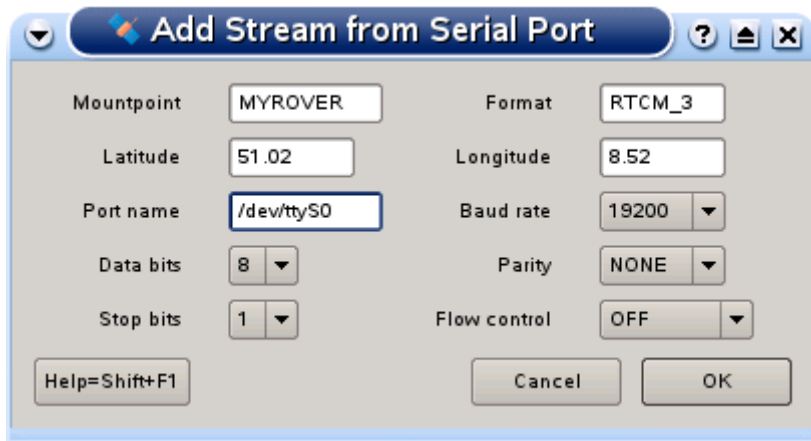 Add Stream from Serial Port
Mountpoint MYROVER Format RTCM_3
Latitude 51.02 Longitude 8.52
Port name /dev/ttyS0 Baud rate 19200
Data bits 8 Parity NONE
Stop bits 1 Flow control OFF
Help=Shift+F1 Cancel OK